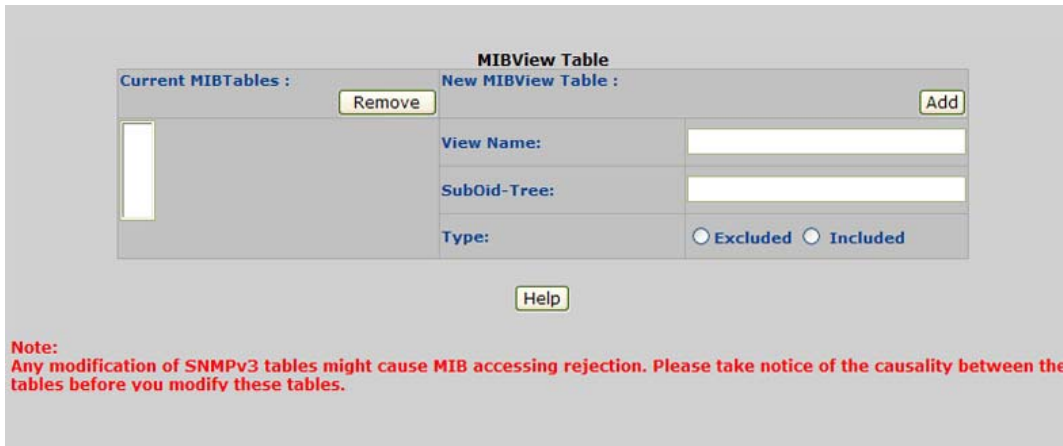 MIBView Table
Current MIBTables :
Remove
New MIBView Table :
Add
View Name:
SubOid-Tree:
Type:
Excluded
Included
Help
Note:
Any modification of SNMPv3 tables might cause MIB accessing rejection. Please take notice of the causality between the
tables before you modify these tables.